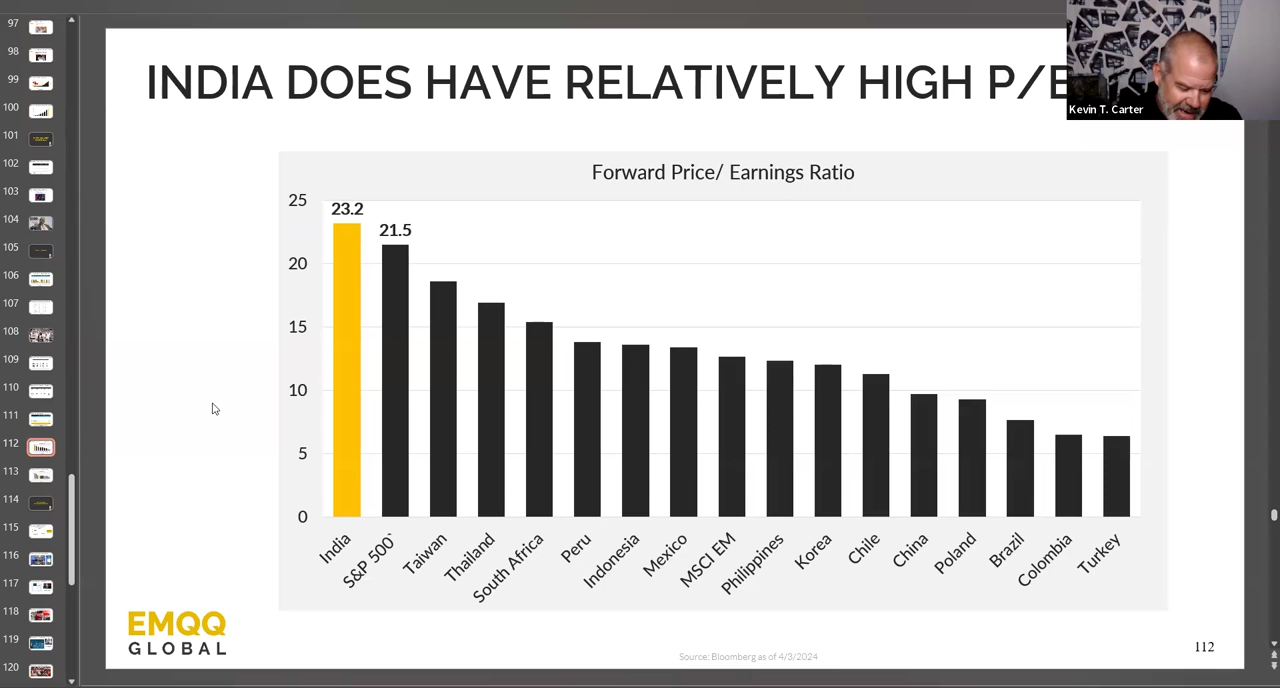 97
98
99
100
101
102
103
104
105
106
107
108
109
110
111
112
113
114
115
116
117
118
119
120
INDIA DOES HAVE RELATIVELY HIGH P/E
Kevin T. Carter
Forward Price/ Earnings Ratio
25
20
15
10
5
0
23.2
21.5
India
S&P 500`
Taiwan
Thailand
South Africa
Peru
Indonesia
Mexico
MSCI EM
Philippines
Korea
Chile
China
Poland
Brazil
Colombia
Turkey
EMQQ
GLOBAL
Source: Bloomberg as of 4/3/2024
112